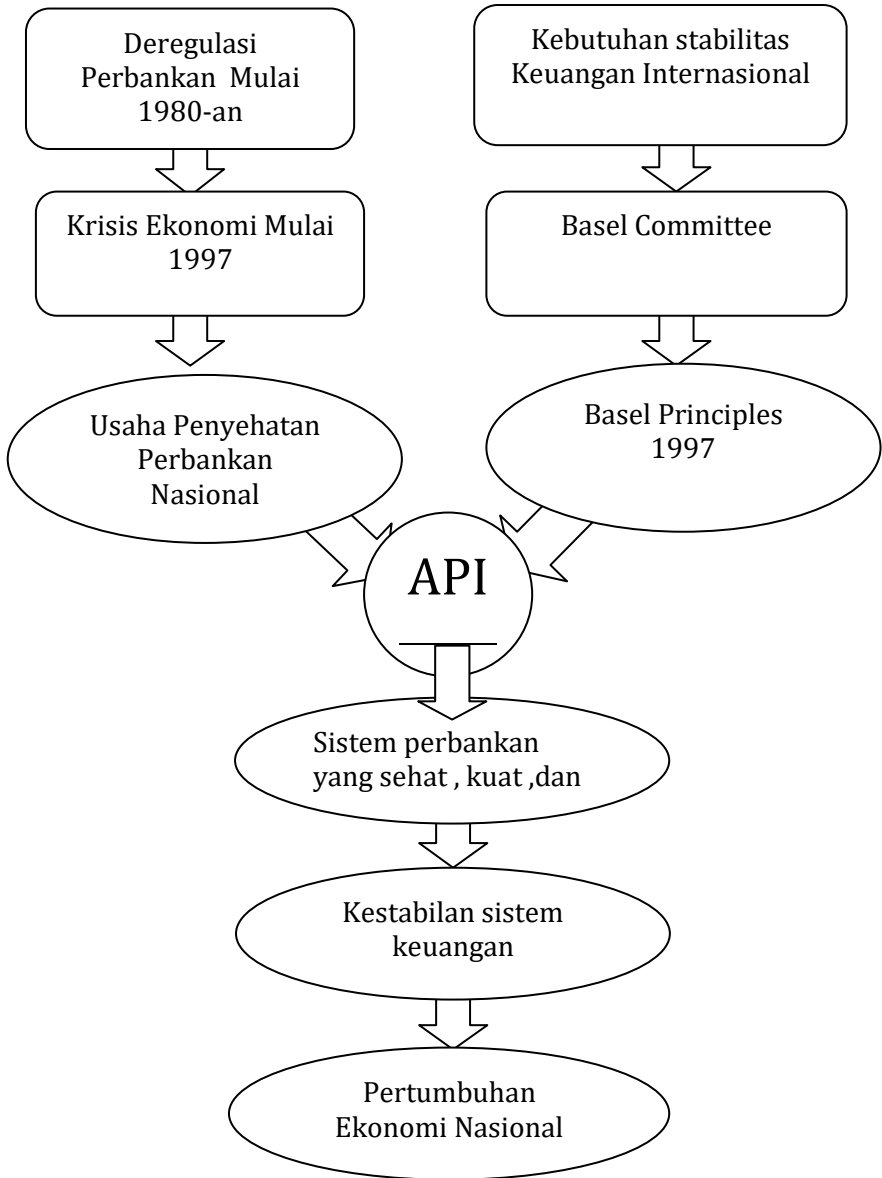 Deregulasi
Perbankan Mulai
1980-an
Kebutuhan stabilitas
Keuangan Internasional
Krisis Ekonomi Mulai
1997
Basel Committee
Usaha Penyehatan
Perbankan
Nasional
Basel Principles
1997
API
Sistem perbankan
yang sehat , kuat ,dan
Kestabilan sistem
keuangan
Pertumbuhan
Ekonomi Nasional